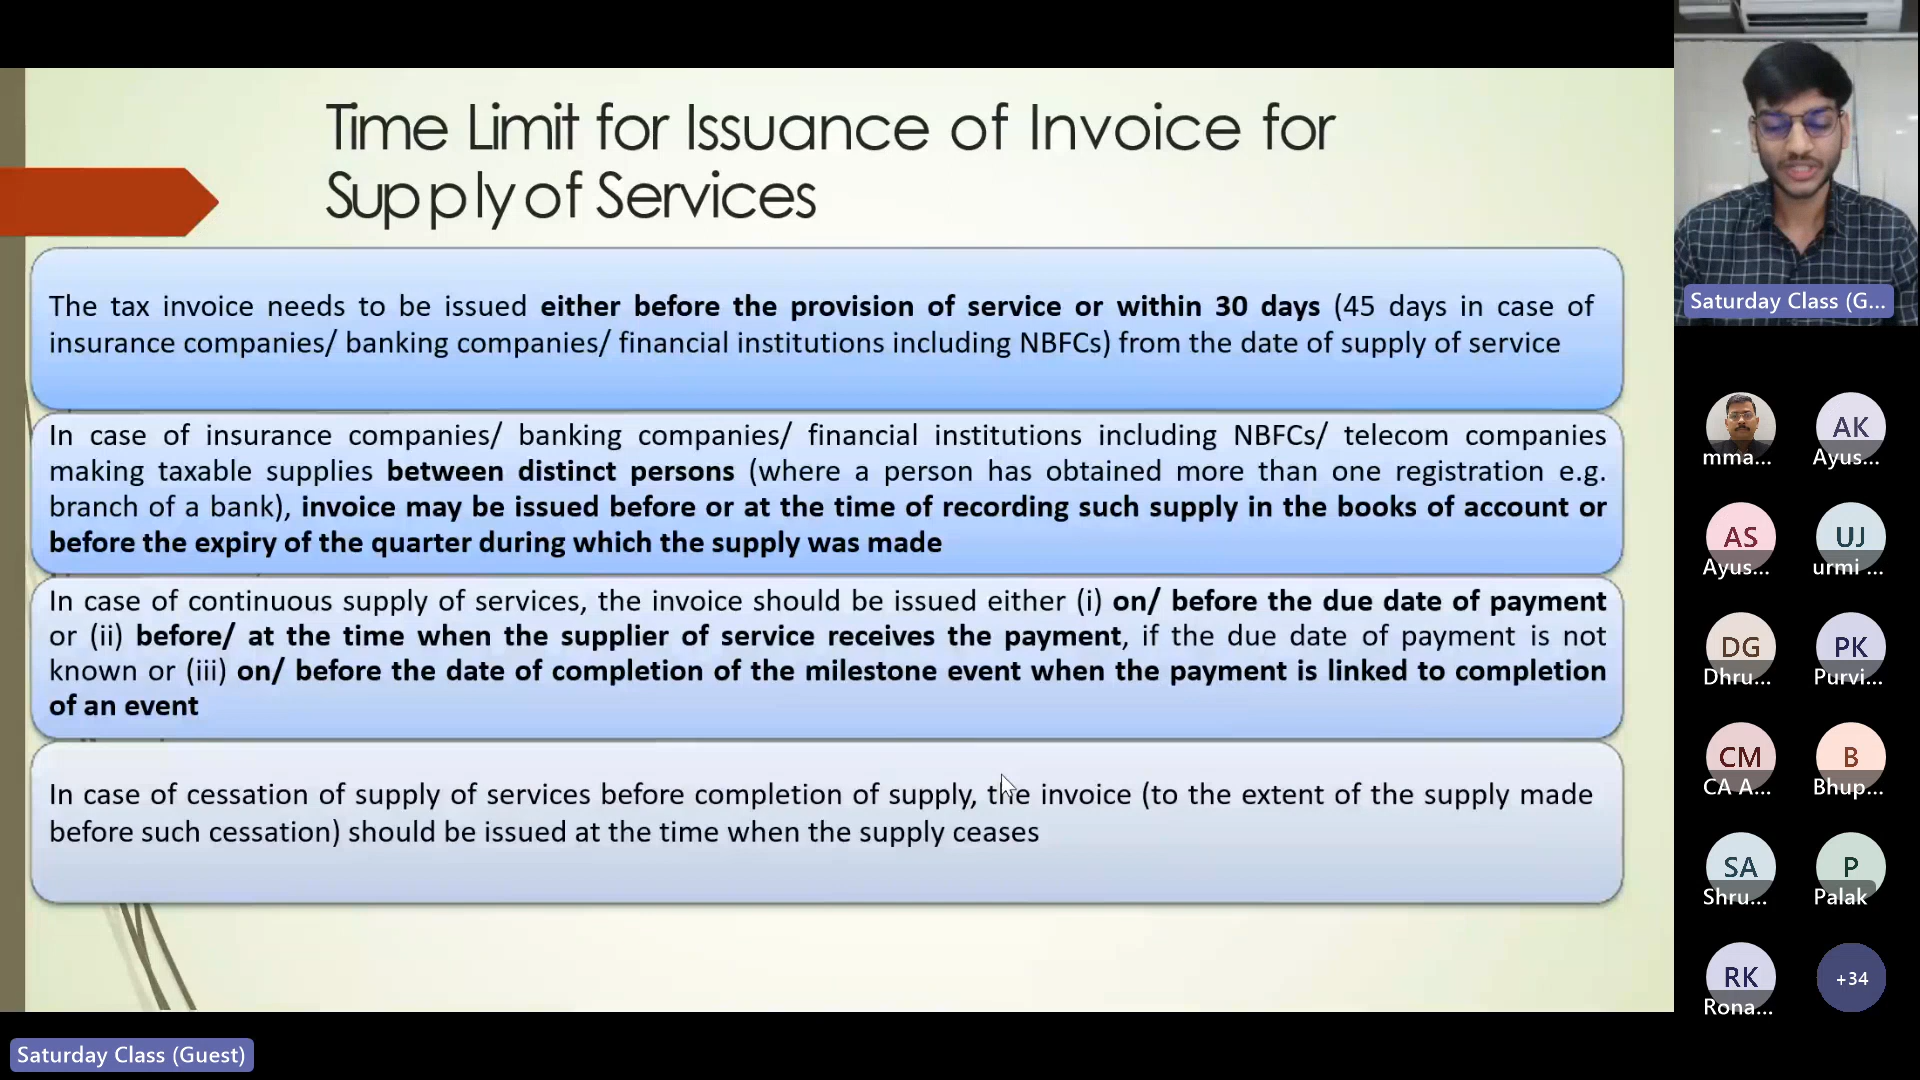 Time Limit for Issuance of Invoice for
Supply of Services
The tax invoice needs to be issued either before the provision of service or within 30 days (45 days in case of
insurance companies/ banking companies/ financial institutions including NBFCs) from the date of supply of service
In case of insurance companies/ banking companies/ financial institutions including NBFCs/ telecom companies
making taxable supplies between distinct persons (where a person has obtained more than one registration e.g.
branch of a bank), invoice may be issued before or at the time of recording such supply in the books of account or
before the expiry of the quarter during which the supply was made
In case of continuous supply of services, the invoice should be issued either (i) on/ before the due date of payment
or (ii) before/ at the time when the supplier of service receives the payment, if the due date of payment is not
known or (iii) on/ before the date of completion of the milestone event when the payment is linked to completion
of an event
In case of cessation of supply of services before completion of supply, the invoice (to the extent of the supply made
before such cessation) should be issued at the time when the supply ceases
Saturday Class (Guest)
Saturday Class (G...
mma...
AK
Ayus...
AS
Ayus...
UJ
urmi ...
DG
Dhru...
PK
Purvi...
CM
CA A...
B
Bhup...
SA
Shru...
P
Palak
RK
Rona...
+34